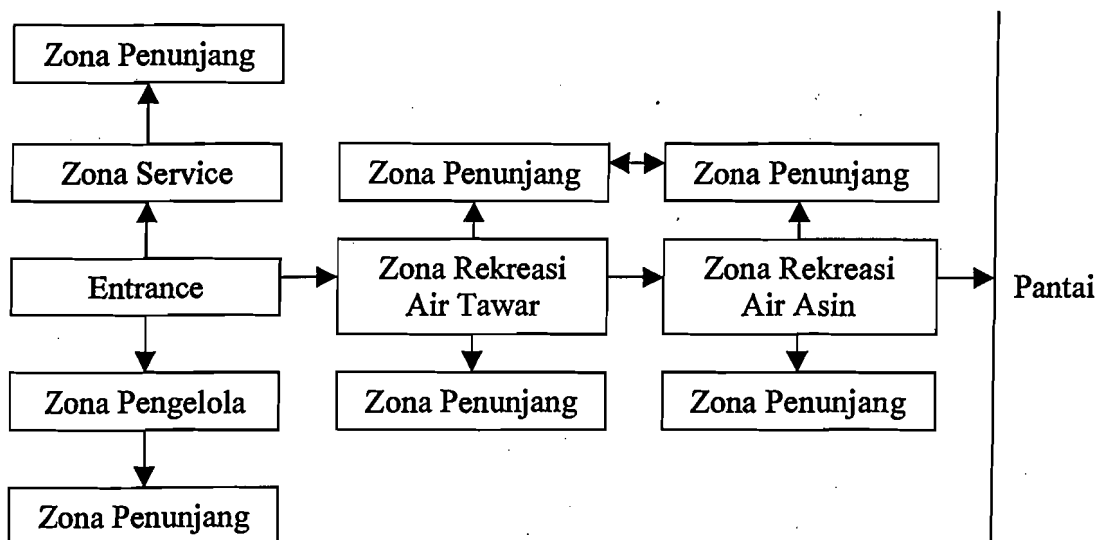 Zona Penunjang
Zona Service
Zona Penunjang
Zona Penunjang
Entrance
Zona Rekreasi
Air Tawar
Zona Rekreasi
Air Asin
Pantai
Zona Pengelola
Zona Penunjang
Zona Penunjang
Zona Penunjang